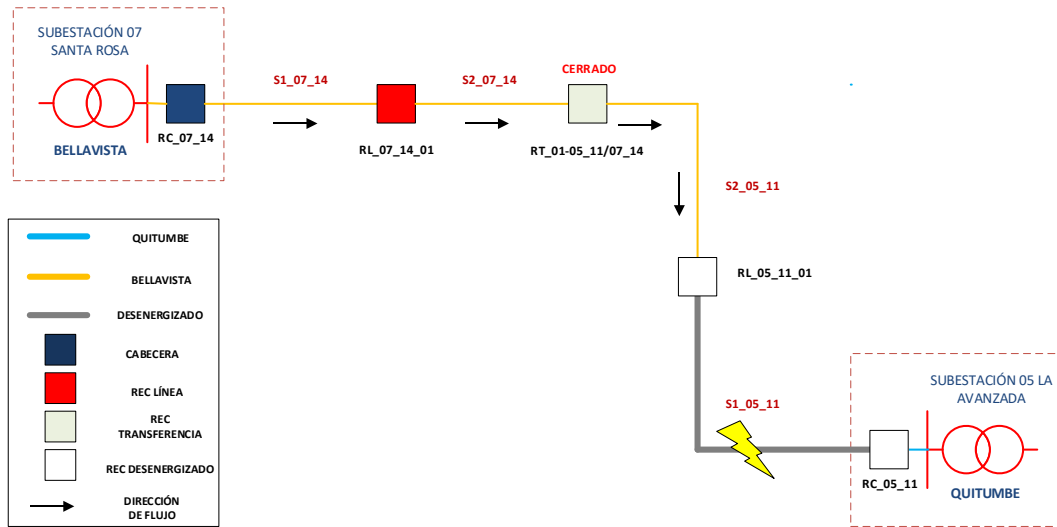 SUBESTACIÓN 07
SANTA ROSA
BELLAVISTA
RC_07_14
S1_07_14
RL_07_14_01
S2_07_14
CERRADO
RT_01-05_11/07_14
S2_05_11
RL_05_11_01
S1_05_11
SUBESTACIÓN 05 LA
AVANZADA
RC_05_11
QUITUMBE
QUITUMBE
BELLAVISTA
DESENERGIZADO
CABECERA
REC LÍNEA
REC
TRANSFERENCIA
REC DESENERGIZADO
DIRECCIÓN
DE FLUJO